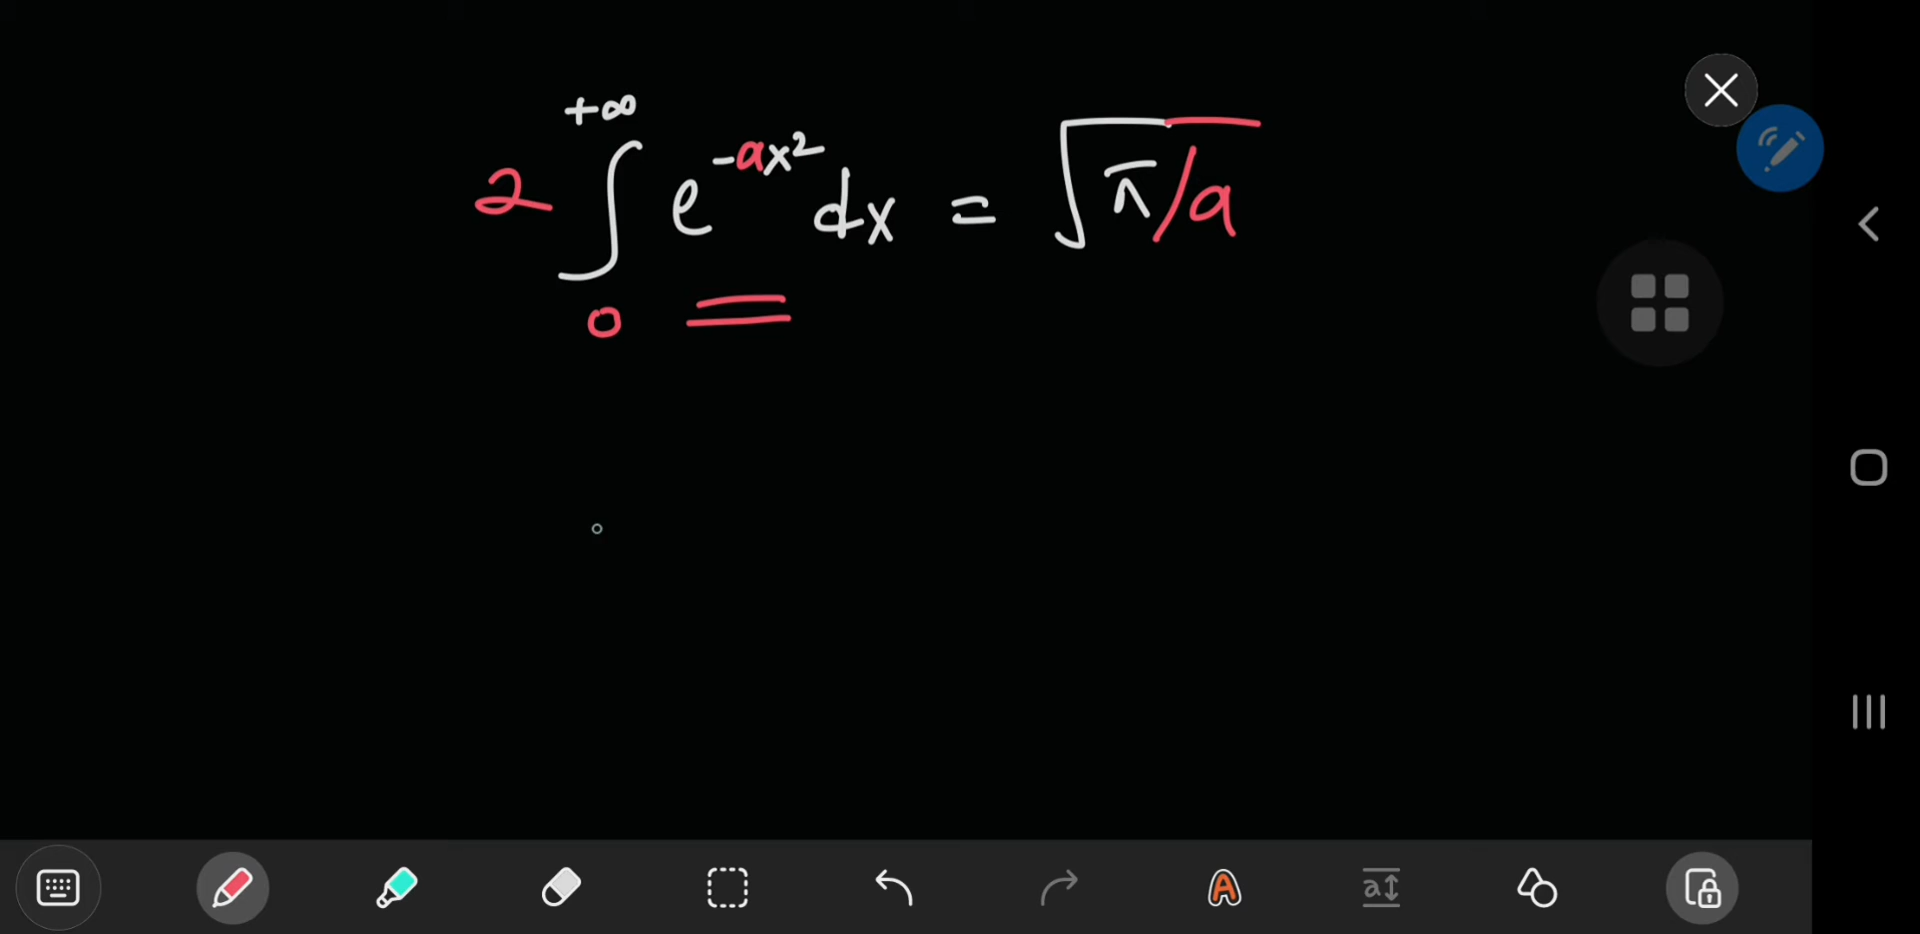 2 ∫₀^{+∞} e^{-ax²} dx = √(π/a)
A
a